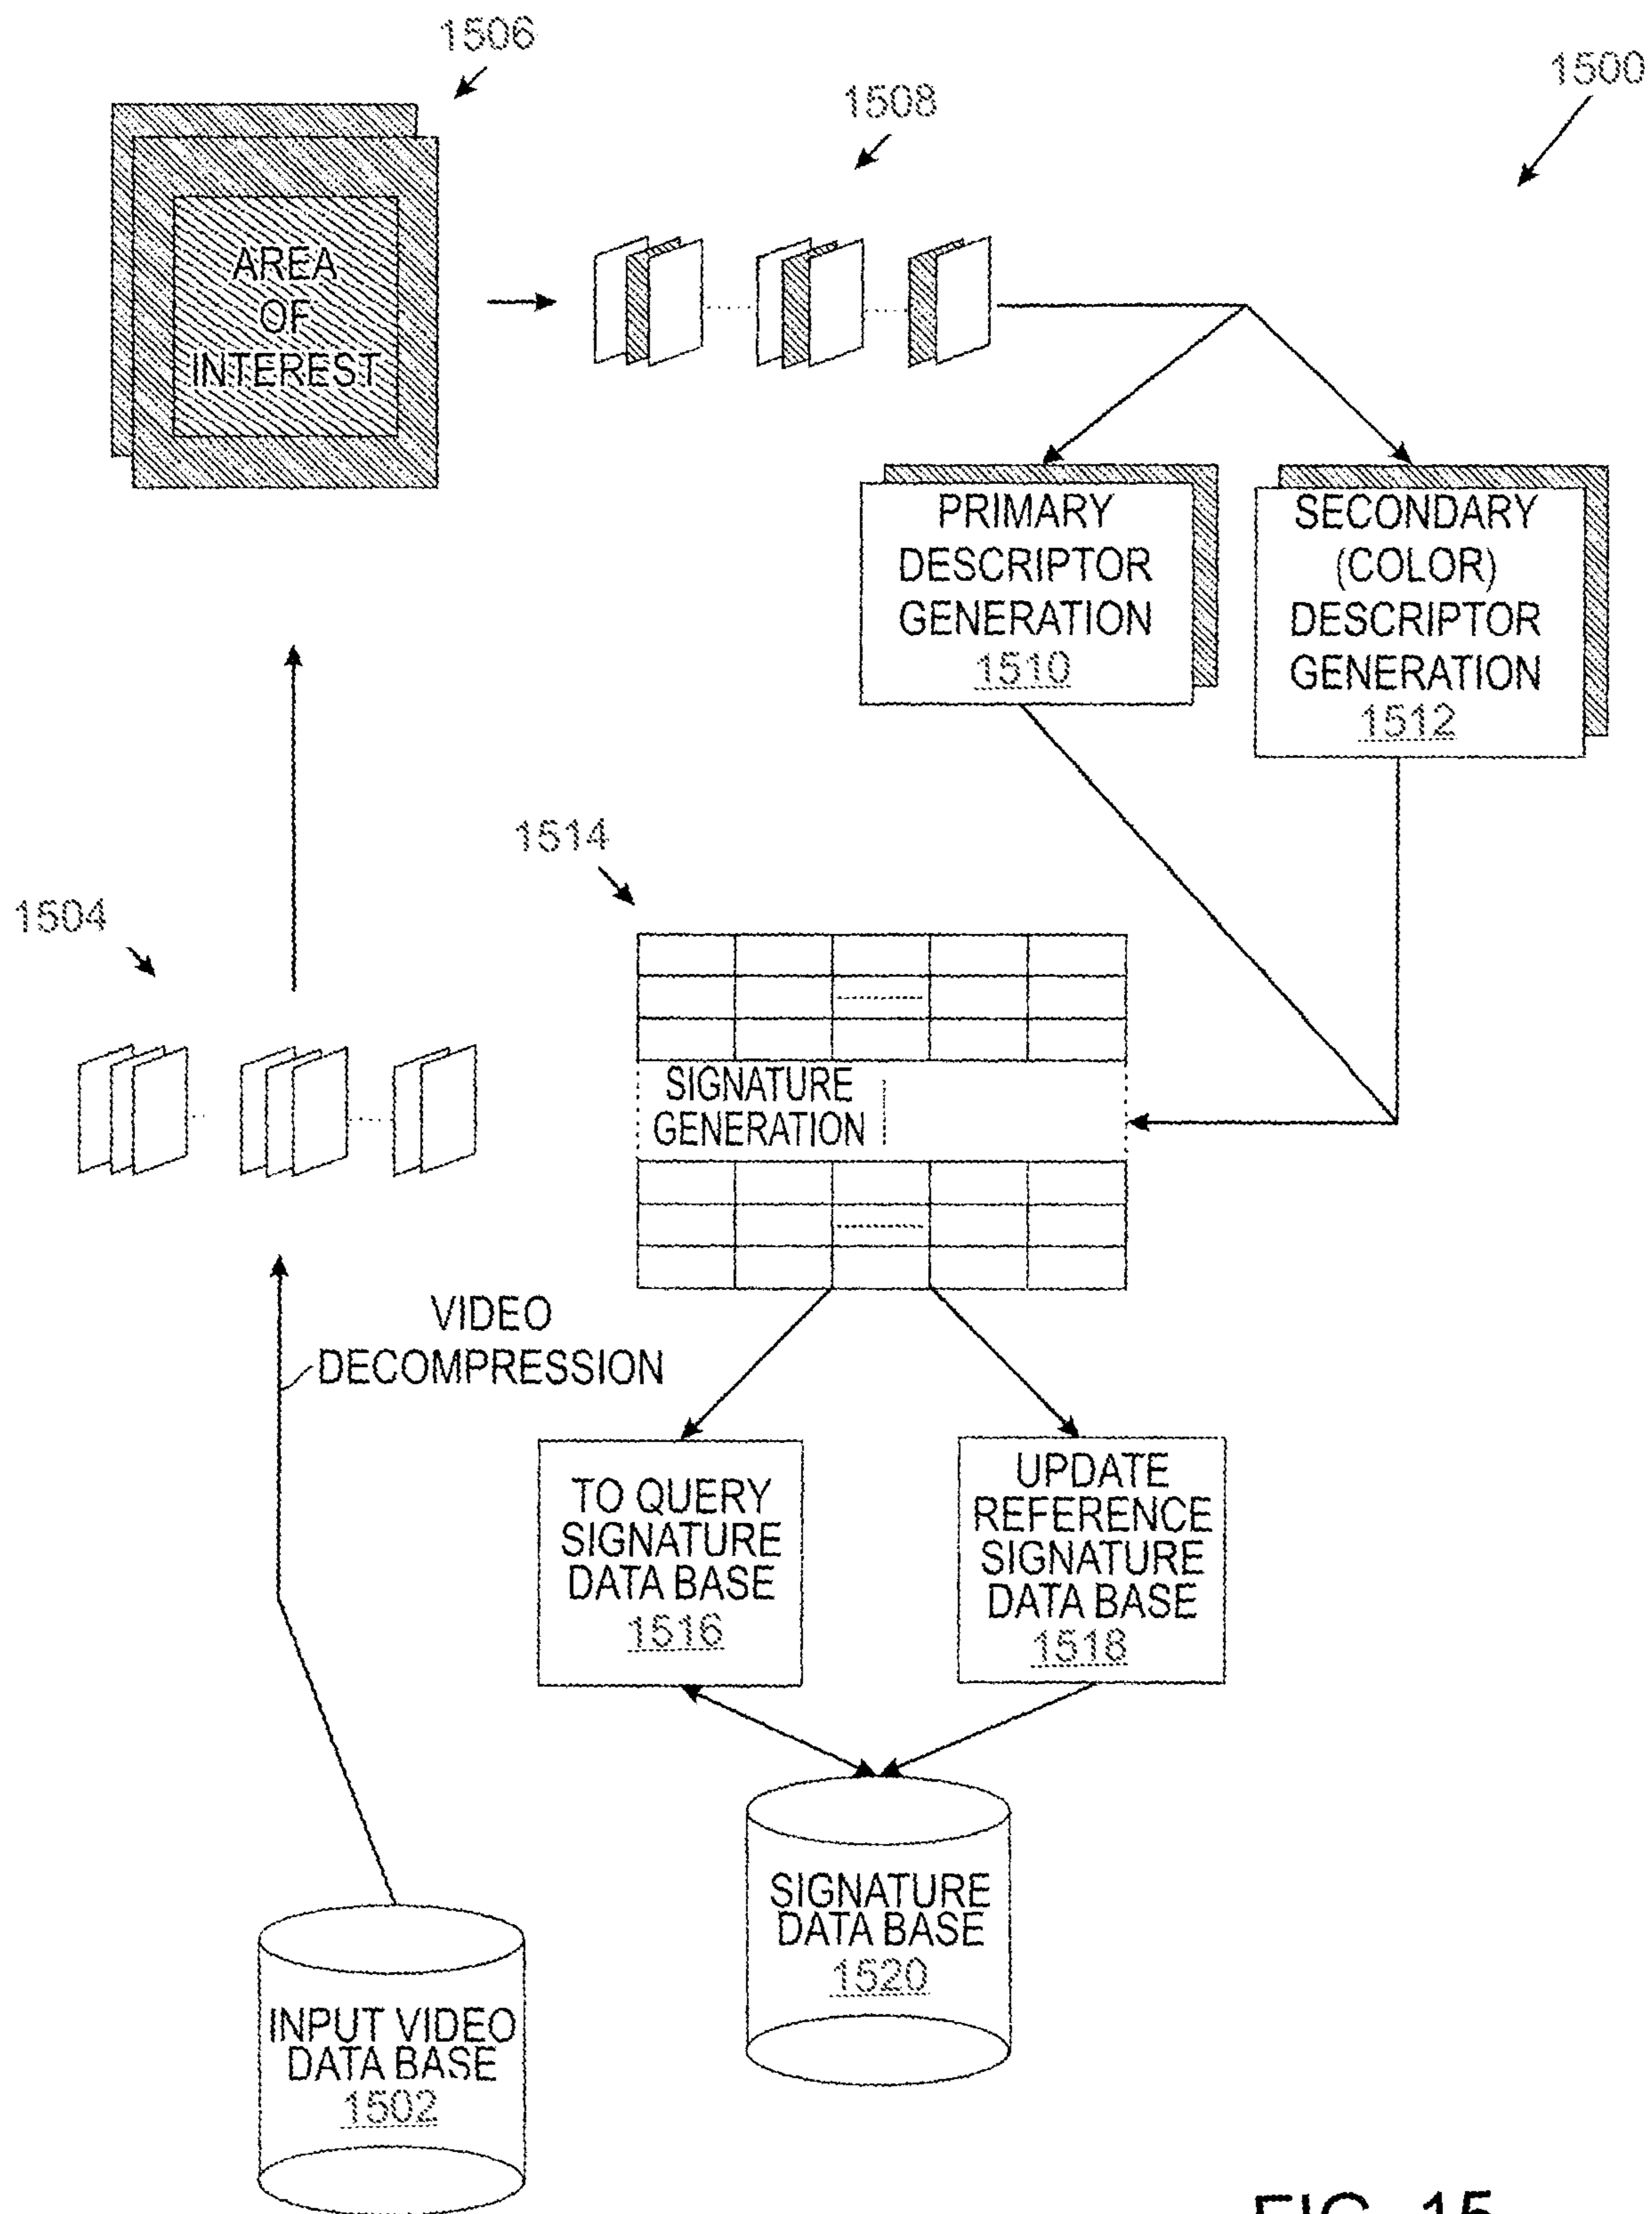 1506
1508
1500
AREA
OF
INTEREST
PRIMARY
DESCRIPTOR
GENERATION
1510
SECONDARY
(COLOR)
DESCRIPTOR
GENERATION
1512
1514
1504
SIGNATURE
GENERATION
VIDEO
DECOMPRESSION
TO QUERY
SIGNATURE
DATA BASE
1516
UPDATE
REFERENCE
SIGNATURE
DATA BASE
1518
SIGNATURE
DATA BASE
1520
INPUT VIDEO
DATA BASE
1502
FIG. 15